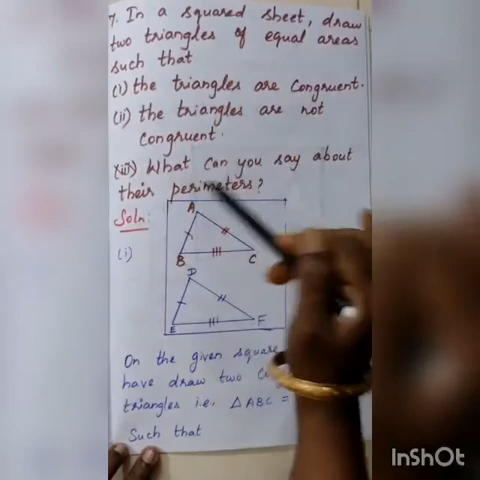 7. In a squared sheet, draw
two triangles of equal areas
such that
(i) the triangles are congruent.
(ii) the triangles are not
congruent.
(iii) What can you say about
their perimeters?
Soln:
(i)
A
B
C
D
E
F
On the given square
have draw two
triangles i.e. △ABC =
Such that
InShOt